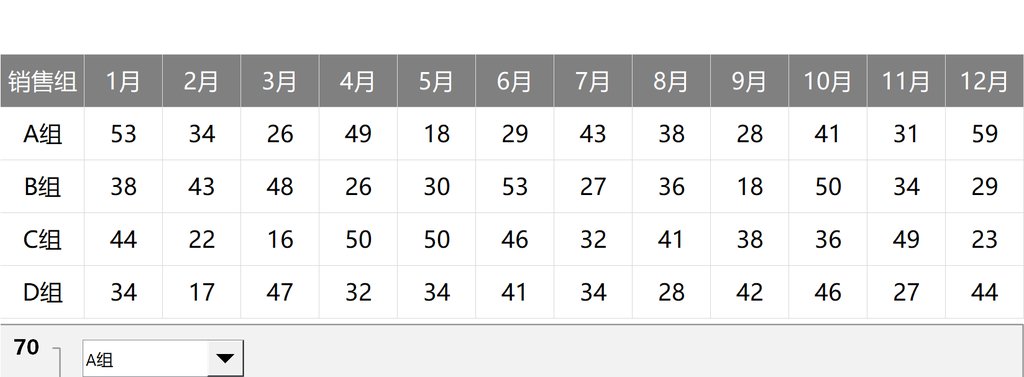 销售组 1月 2月 3月 4月 5月 6月 7月 8月 9月 10月 11月 12月
A组 53 34 26 49 18 29 43 38 28 41 31 59
B组 38 43 48 26 30 53 27 36 18 50 34 29
C组 44 22 16 50 50 46 32 41 38 36 49 23
D组 34 17 47 32 34 41 34 28 42 46 27 44
70
A组